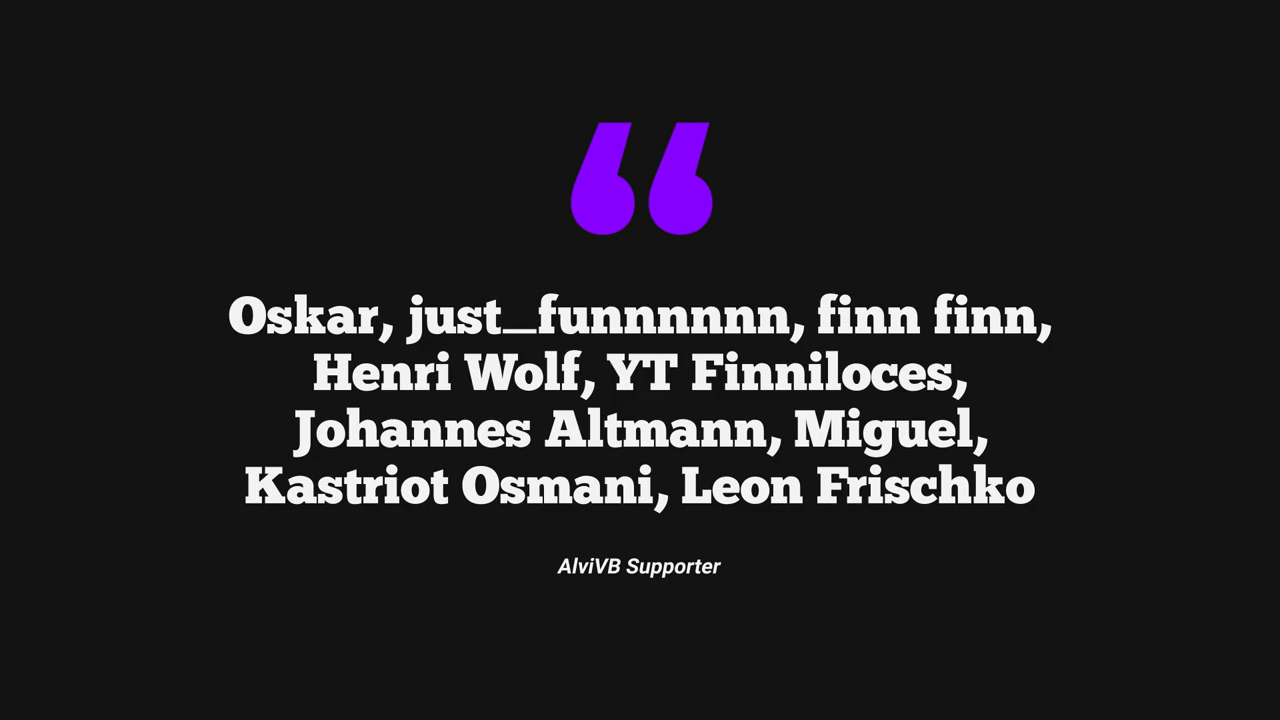 “
Oskar, just_funnnnnn, finn finn,
Henri Wolf, YT Finniloces,
Johannes Altmann, Miguel,
Kastriot Osmani, Leon Frischko
AlviVB Supporter